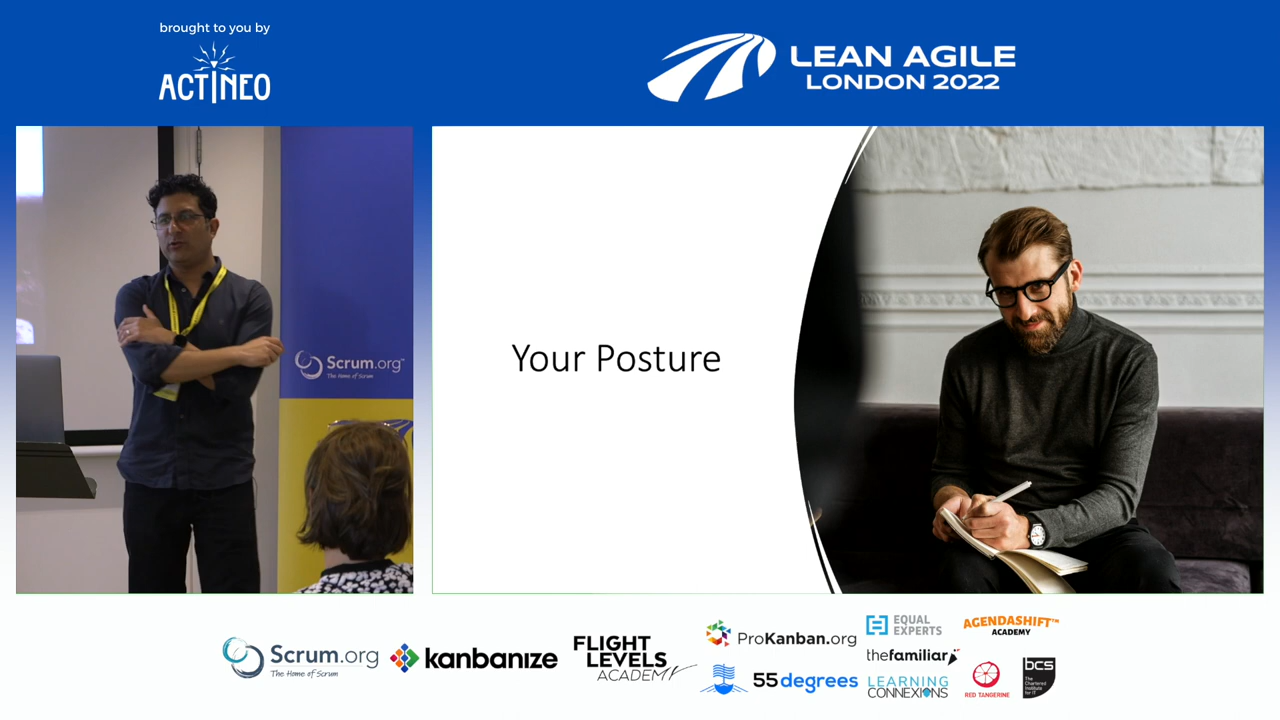 brought to you by
ACTINEO
LEAN AGILE
LONDON 2022
Scrum.org
The Home of Scrum
Your Posture
Scrum.org
The Home of Scrum
kanbanize
FLIGHT
LEVELS
ACADEMY
ProKanban.org
55degrees
EQUAL
EXPERTS
thefamiliar
LEARNING
CONNEXIONS
AGENDASHIFT™
ACADEMY
RED TANGERINE
bcs
The
Chartered
Institute
for IT